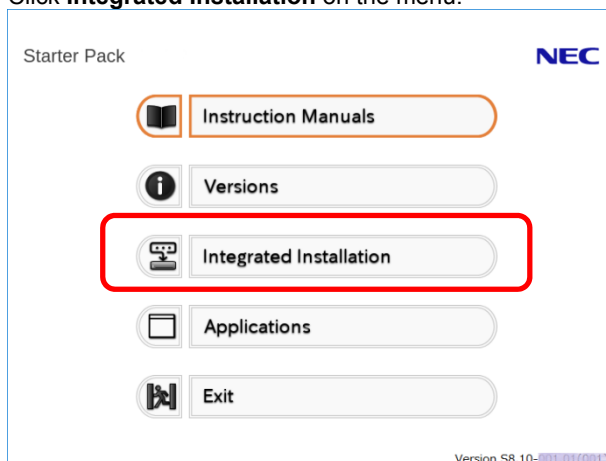 Click Integrated Installation on the menu.
Starter Pack
NEC
Instruction Manuals
Versions
Integrated Installation
Applications
Exit
Version S8.10-